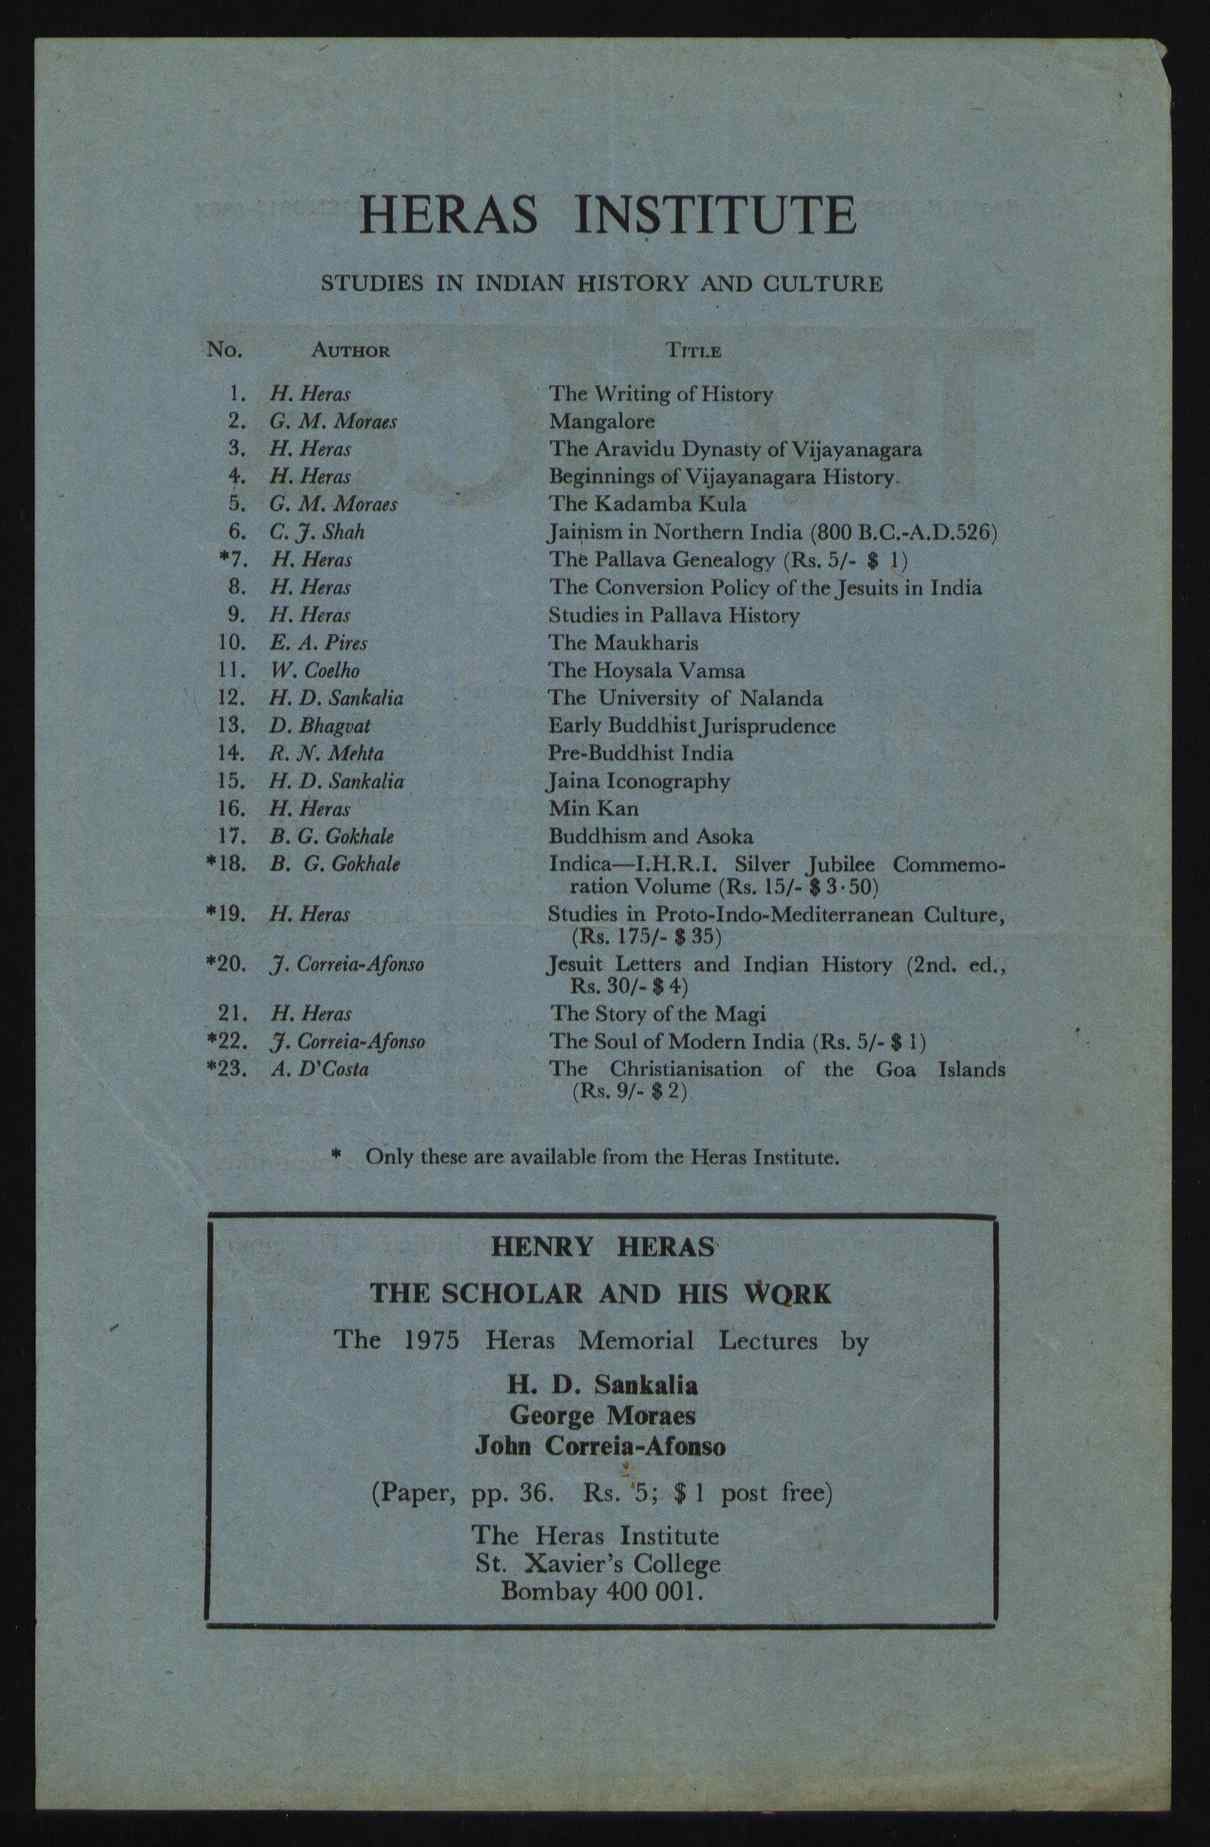 HERAS INSTITUTE
STUDIES IN INDIAN HISTORY AND CULTURE
No. AUTHOR TITLE
1. H. Heras The Writing of History
2. G. M. Moraes Mangalore
3. H. Heras The Aravidu Dynasty of Vijayanagara
4. H. Heras Beginnings of Vijayanagara History.
5. G. M. Moraes The Kadamba Kula
6. C. J. Shah Jainism in Northern India (800 B.C.-A.D.526)
*7. H. Heras The Pallava Genealogy (Rs. 5/- $ 1)
8. H. Heras The Conversion Policy of the Jesuits in India
9. H. Heras Studies in Pallava History
10. E. A. Pires The Maukharis
11. W. Coelho The Hoysala Vamsa
12. H. D. Sankalia The University of Nalanda
13. D. Bhagvat Early Buddhist Jurisprudence
14. R. N. Mehta Pre-Buddhist India
15. H. D. Sankalia Jaina Iconography
16. H. Heras Min Kan
17. B. G. Gokhale Buddhism and Asoka
*18. B. G. Gokhale Indica—I.H.R.I. Silver Jubilee Commemo-
ration Volume (Rs. 15/- $ 3·50)
*19. H. Heras Studies in Proto-Indo-Mediterranean Culture,
(Rs. 175/- $ 35)
*20. J. Correia-Afonso Jesuit Letters and Indian History (2nd. ed.,
Rs. 30/- $ 4)
21. H. Heras The Story of the Magi
*22. J. Correia-Afonso The Soul of Modern India (Rs. 5/- $ 1)
*23. A. D'Costa The Christianisation of the Goa Islands
(Rs. 9/- $ 2)
* Only these are available from the Heras Institute.
HENRY HERAS
THE SCHOLAR AND HIS WORK
The 1975 Heras Memorial Lectures by
H. D. Sankalia
George Moraes
John Correia-Afonso
(Paper, pp. 36. Rs. 5; $ 1 post free)
The Heras Institute
St. Xavier's College
Bombay 400 001.